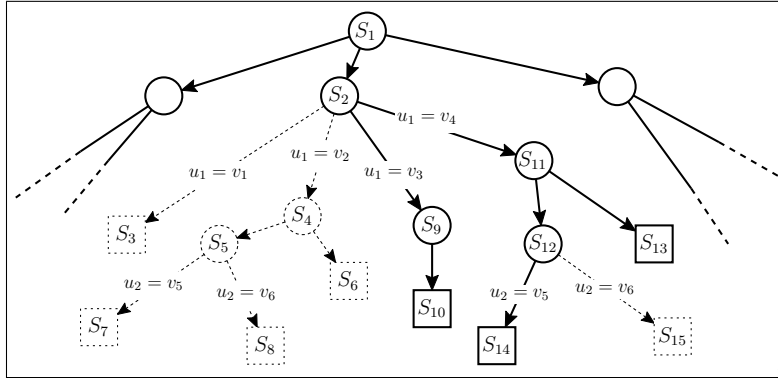 S₁
S₂
u₁ = v₄
u₁ = v₁
u₁ = v₂
u₁ = v₃
S₁₁
S₃
S₄
S₅
S₉
S₁₂
S₁₃
S₆
u₂ = v₅
u₂ = v₆
u₂ = v₅
u₂ = v₆
S₁₀
S₇
S₈
S₁₄
S₁₅